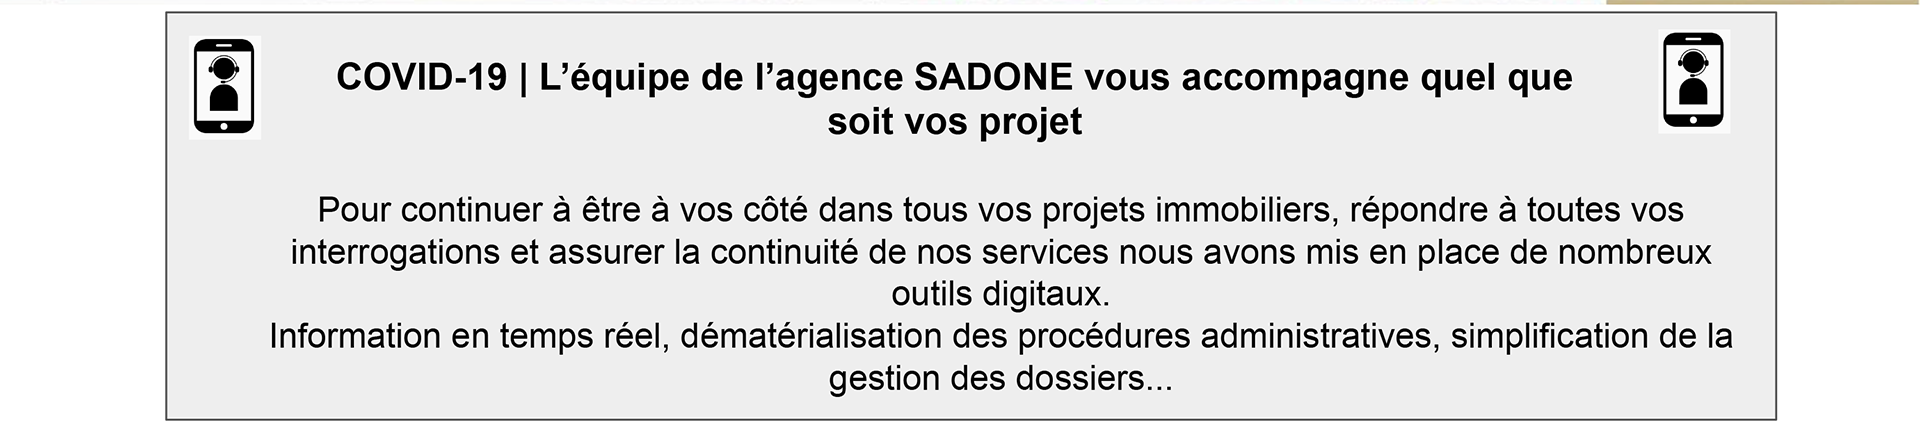 COVID-19 | L’équipe de l’agence SADONE vous accompagne quel que
soit vos projet
Pour continuer à être à vos côté dans tous vos projets immobiliers, répondre à toutes vos
interrogations et assurer la continuité de nos services nous avons mis en place de nombreux
outils digitaux.
Information en temps réel, dématérialisation des procédures administratives, simplification de la
gestion des dossiers...